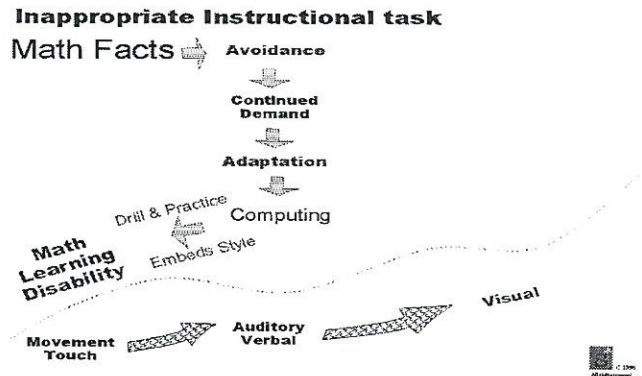 Inappropriate Instructional task
Math Facts
Avoidance
Continued
Demand
Adaptation
Computing
Drill & Practice
Embeds Style
Math
Learning
Disability
Movement
Touch
Auditory
Verbal
Visual